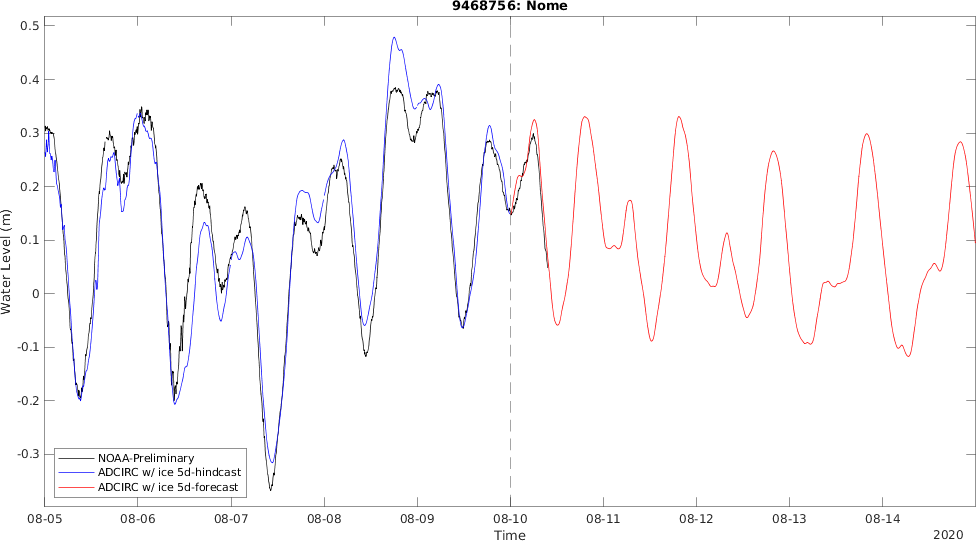 9468756: Nome
0.5
0.4
0.3
0.2
0.1
0
-0.1
-0.2
-0.3
Water Level (m)
NOAA-Preliminary
ADCIRC w/ ice 5d-hindcast
ADCIRC w/ ice 5d-forecast
08-05 08-06 08-07 08-08 08-09 08-10 08-11 08-12 08-13 08-14
Time
2020